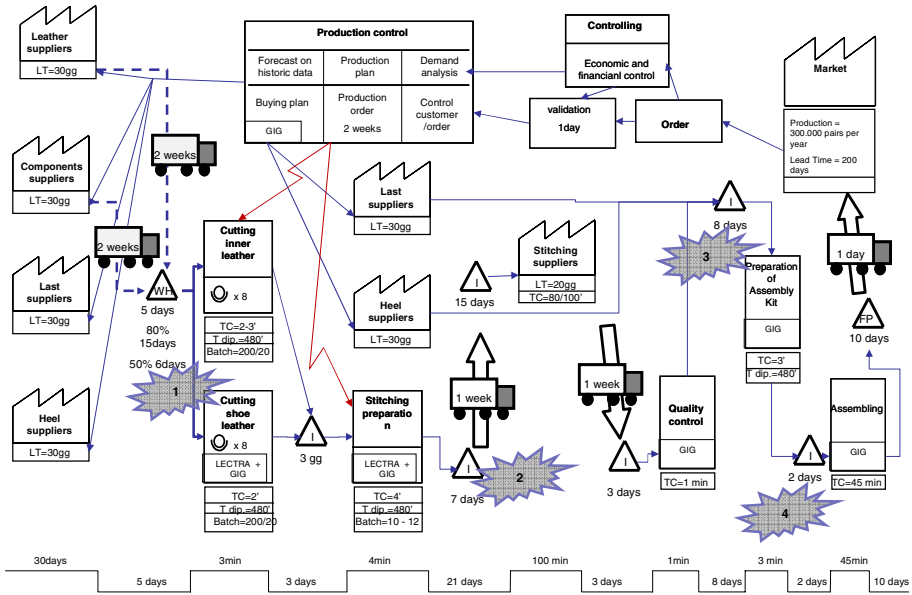 Leather
suppliers
LT=30gg
Components
suppliers
LT=30gg
Last
suppliers
LT=30gg
Heel
suppliers
LT=30gg
2 weeks
2 weeks
WH
5 days
80%
15days
50% 6days
1
Production control
Forecast on
historic data
Production
plan
Demand
analysis
Buying plan
GIG
Production
order
2 weeks
Control
customer
/order
Controlling
Economic and
financianl control
validation
1day
Order
Market
Production =
300.000 pairs per
year
Lead Time = 200
days
Cutting
inner
leather
x 8
TC=2-3'
T dip.=480'
Batch=200/20
Cutting
shoe
leather
x 8
LECTRA +
GIG
TC=2'
T dip.=480'
Batch=200/20
I
3 gg
Last
suppliers
LT=30gg
Heel
suppliers
LT=30gg
Stitching
preparatio
n
LECTRA +
GIG
TC=4'
T dip.=480'
Batch=10 - 12
I
15 days
Stitching
suppliers
LT=20gg
TC=80/100'
1 week
I
7 days
2
1 week
I
3 days
Quality
control
GIG
TC=1 min
I
8 days
3
Preparation
of
Assembly
Kit
GIG
TC=3'
T dip.=480'
I
2 days
4
Assembling
GIG
TC=45 min
FP
10 days
1 day
30days
5 days
3min
3 days
4min
21 days
100 min
3 days
1min
8 days
3 min
2 days
45min
10 days